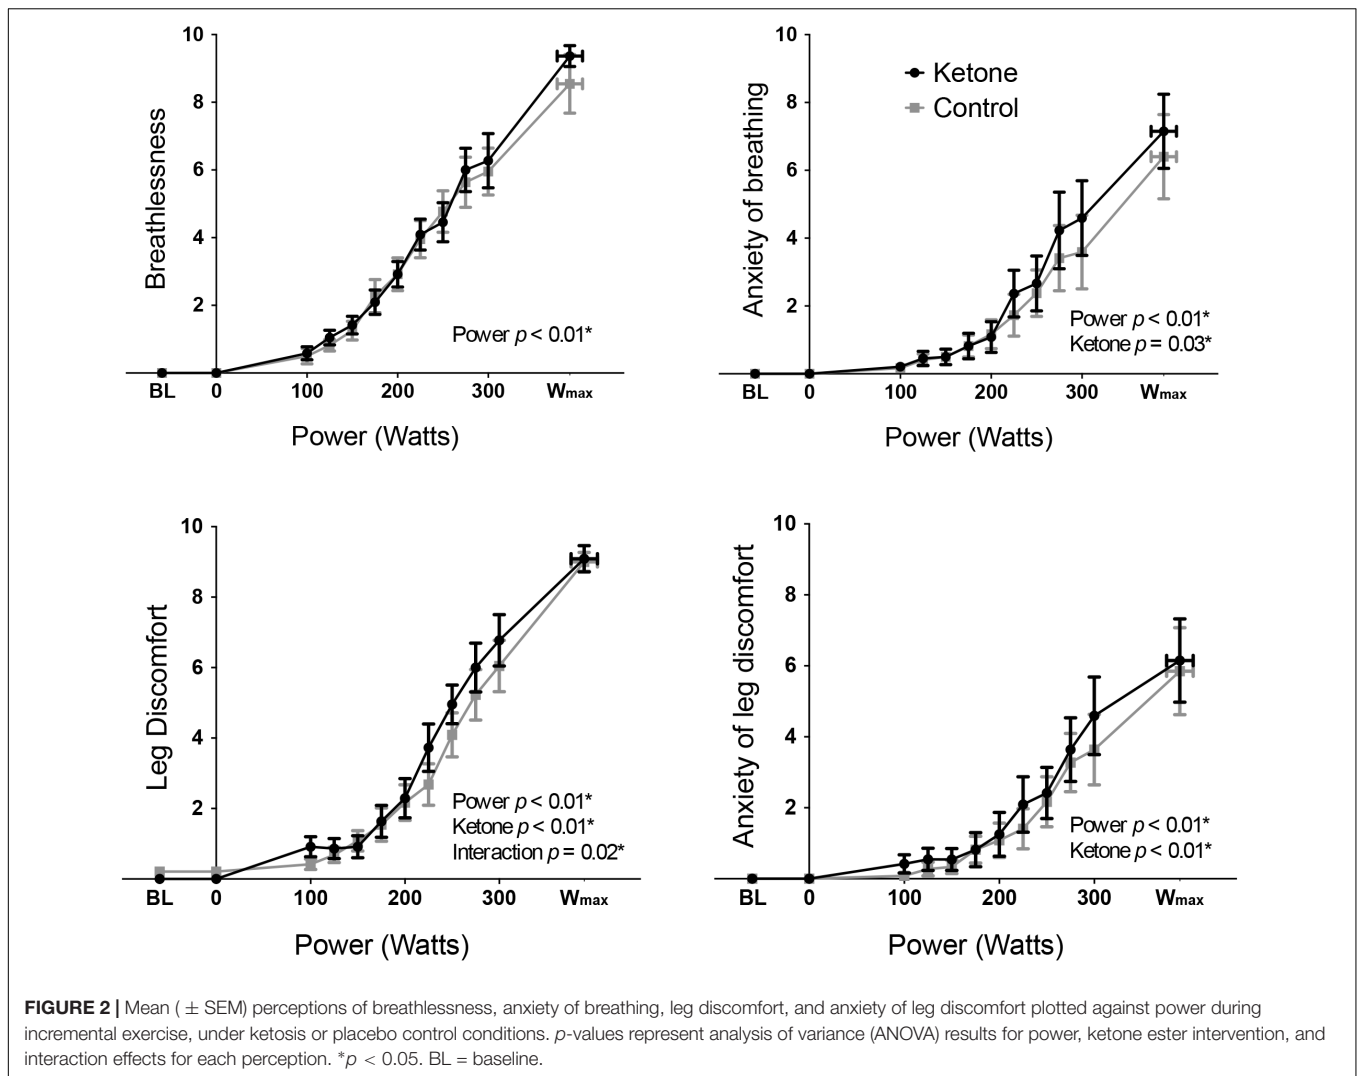 10
8
6
4
2
Breathlessness
Power p < 0.01*
BL 0 100 200 300 Wmax
Power (Watts)
10
8
6
4
2
Anxiety of breathing
Ketone
Control
Power p < 0.01*
Ketone p = 0.03*
BL 0 100 200 300 Wmax
Power (Watts)
10
8
6
4
2
Leg Discomfort
Power p < 0.01*
Ketone p < 0.01*
Interaction p = 0.02*
BL 0 100 200 300 Wmax
Power (Watts)
10
8
6
4
2
Anxiety of leg discomfort
Power p < 0.01*
Ketone p < 0.01*
BL 0 100 200 300 Wmax
Power (Watts)
FIGURE 2 | Mean ( ± SEM) perceptions of breathlessness, anxiety of breathing, leg discomfort, and anxiety of leg discomfort plotted against power during
incremental exercise, under ketosis or placebo control conditions. p-values represent analysis of variance (ANOVA) results for power, ketone ester intervention, and
interaction effects for each perception. *p < 0.05. BL = baseline.